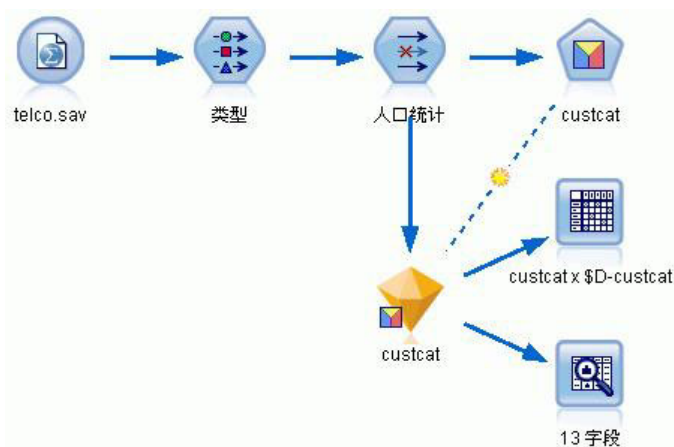 telco.sav
类型
人口统计
custcat
custcat x $D-custcat
custcat
13 字段